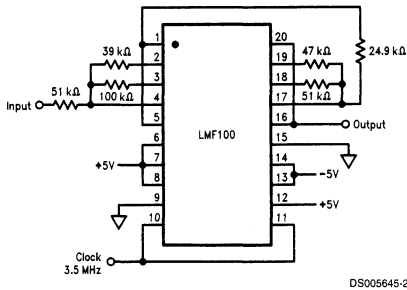 39 kΩ
47 kΩ
24.9 kΩ
51 kΩ
100 kΩ
51 kΩ
Input
Output
1
2
3
4
5
6
7
8
9
10
20
19
18
17
16
15
14
13
12
11
LMF100
+5V
-5V
+5V
Clock
3.5 MHz
DS005645-2